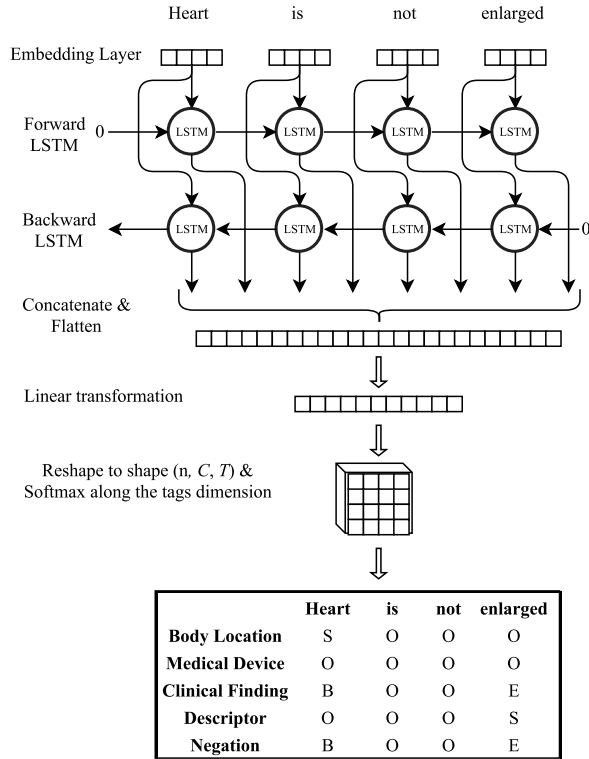 Heart is not enlarged
Embedding Layer
Forward LSTM 0 LSTM LSTM LSTM LSTM
Backward LSTM LSTM LSTM LSTM LSTM 0
Concatenate &
Flatten
Linear transformation
Reshape to shape (n, C, T) &
Softmax along the tags dimension
Heart is not enlarged
Body Location S O O O
Medical Device O O O O
Clinical Finding B O O E
Descriptor O O O S
Negation B O O E